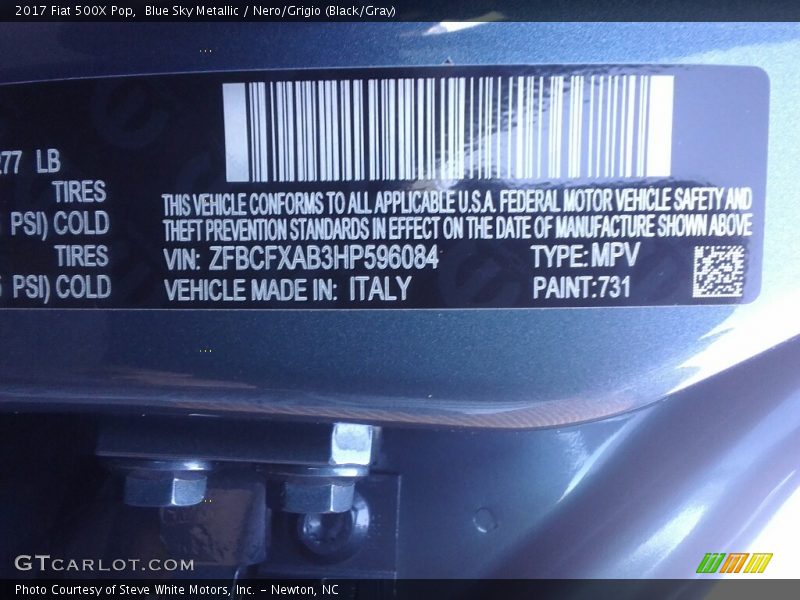 2017 Fiat 500X Pop,  Blue Sky Metallic / Nero/Grigio (Black/Gray)
LB
TIRES
PSI) COLD
TIRES
PSI) COLD
THIS VEHICLE CONFORMS TO ALL APPLICABLE U.S.A. FEDERAL MOTOR VEHICLE SAFETY AND
THEFT PREVENTION STANDARDS IN EFFECT ON THE DATE OF MANUFACTURE SHOWN ABOVE
VIN: ZFBCFXAB3HP596084 TYPE: MPV
VEHICLE MADE IN: ITALY PAINT: 731
GTCARLOT.COM
Photo Courtesy of Steve White Motors, Inc. – Newton, NC